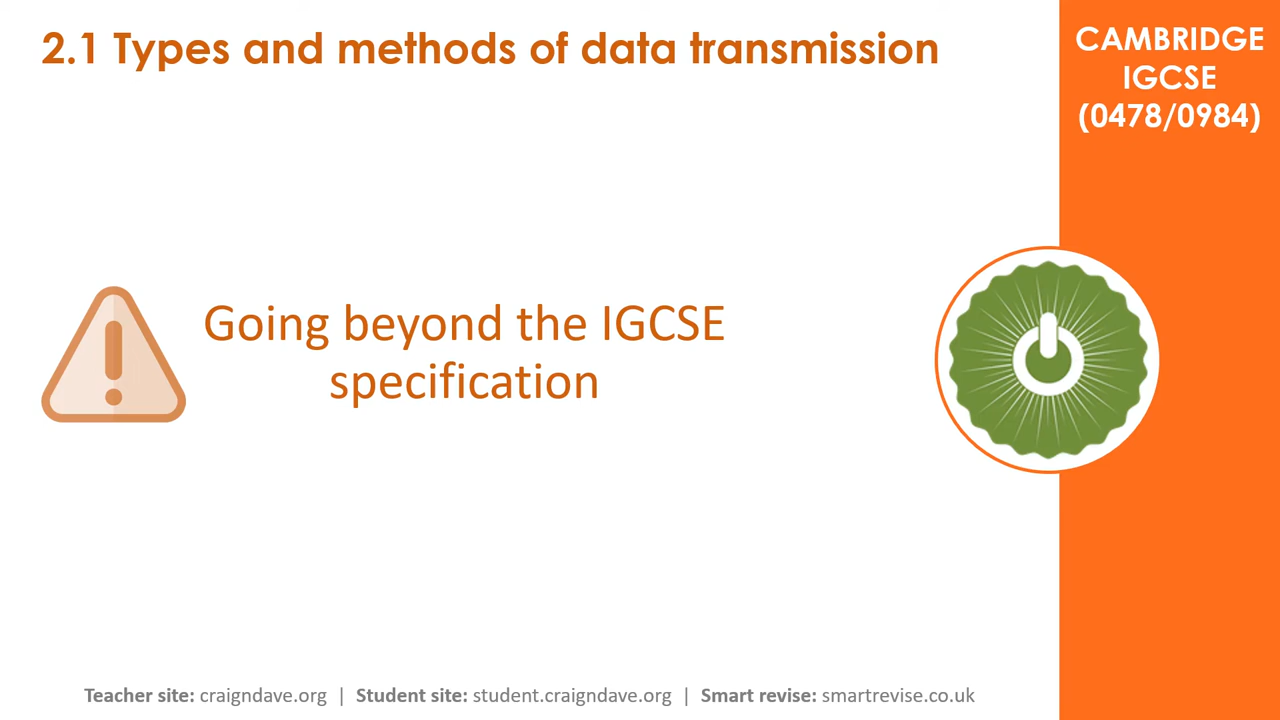 2.1 Types and methods of data transmission
CAMBRIDGE
IGCSE
(0478/0984)
Going beyond the IGCSE
specification
Teacher site: craigndave.org | Student site: student.craigndave.org | Smart revise: smartrevise.co.uk